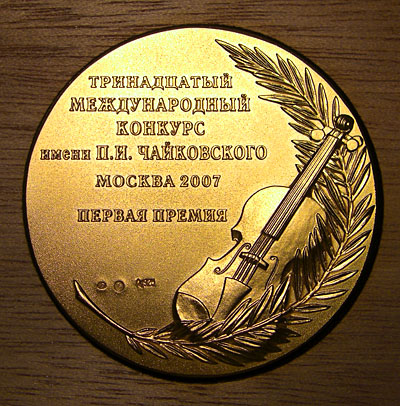 ТРИНАДЦАТЫЙ
МЕЖДУНАРОДНЫЙ
КОНКУРС
имени П.И. ЧАЙКОВСКОГО
МОСКВА 2007
ПЕРВАЯ ПРЕМИЯ